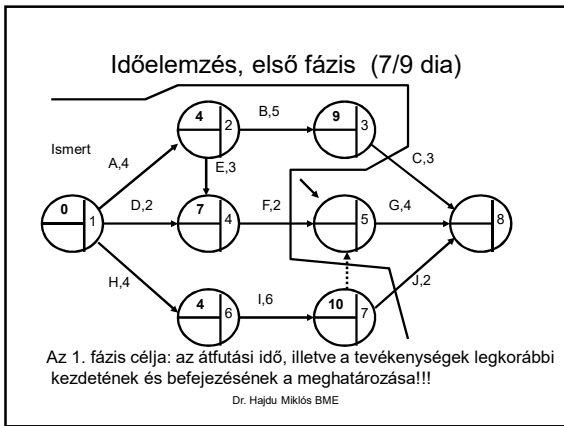 Időelemzés, első fázis (7/9 dia)
Ismert
A,4
4 2
B,5
9 3
E,3
C,3
0 1
D,2
7 4
F,2
5
G,4
8
H,4
4 6
I,6
10 7
J,2
Az 1. fázis célja: az átfutási idő, illetve a tevékenységek legkorábbi
kezdetének és befejezésének a meghatározása!!!
Dr. Hajdu Miklós BME